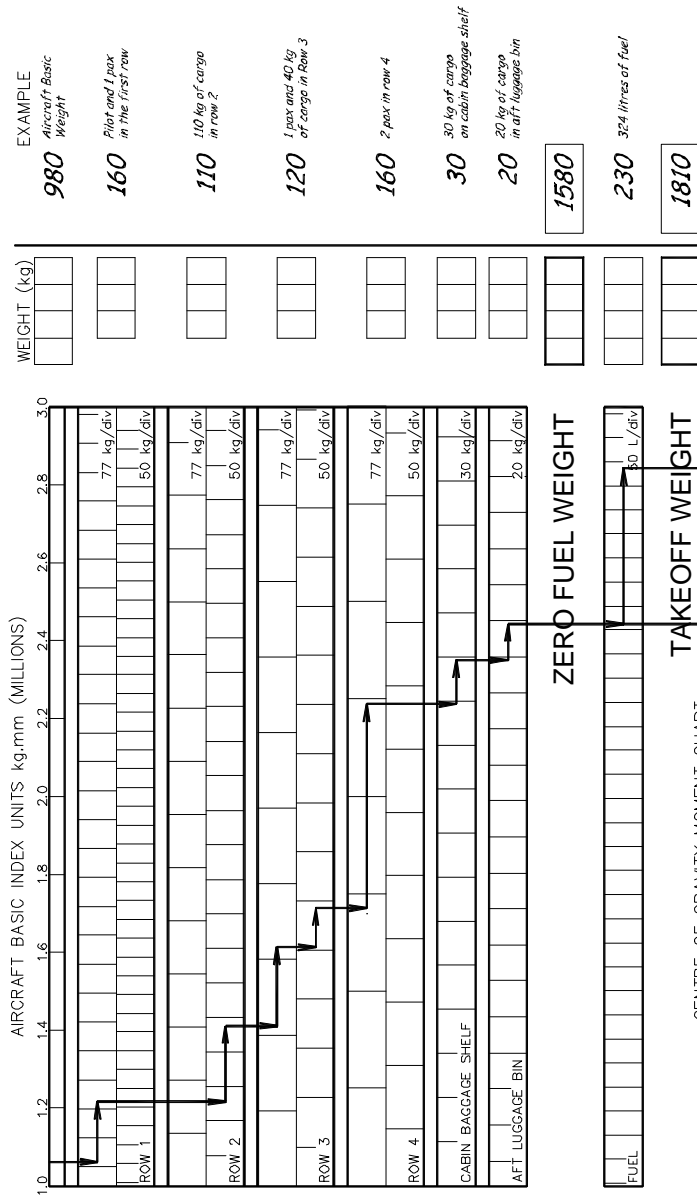 AIRCRAFT BASIC INDEX UNITS kg.mm (MILLIONS)
1.0 1.2 1.4 1.6 1.8 2.0 2.2 2.4 2.6 2.8 3.0
WEIGHT (kg)
EXAMPLE
980
Aircraft Basic
Weight
77 kg/div
ROW 1
50 kg/div
160
Pilot and 1 pax
in the first row
77 kg/div
ROW 2
50 kg/div
110
110 kg of cargo
in row 2
77 kg/div
ROW 3
50 kg/div
120
1 pax and 40 kg
of cargo in Row 3
77 kg/div
ROW 4
50 kg/div
160
2 pax in row 4
CABIN BAGGAGE SHELF
30 kg/div
30
30 kg of cargo
on cabin baggage shelf
AFT LUGGAGE BIN
20 kg/div
20
20 kg of cargo
in aft luggage bin
ZERO FUEL WEIGHT
1580
FUEL
50 L/div
230
324 litres of fuel
TAKEOFF WEIGHT
1810